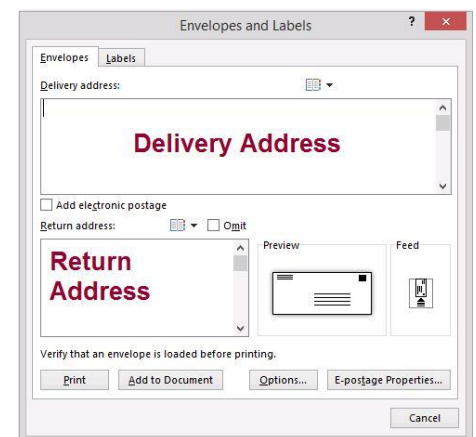 Envelopes and Labels
?
×
Envelopes Labels
Delivery address:
Delivery Address
Add electronic postage
Return address: Omit
Return
Address
Preview
Feed
Verify that an envelope is loaded before printing.
Print Add to Document Options... E-postage Properties...
Cancel